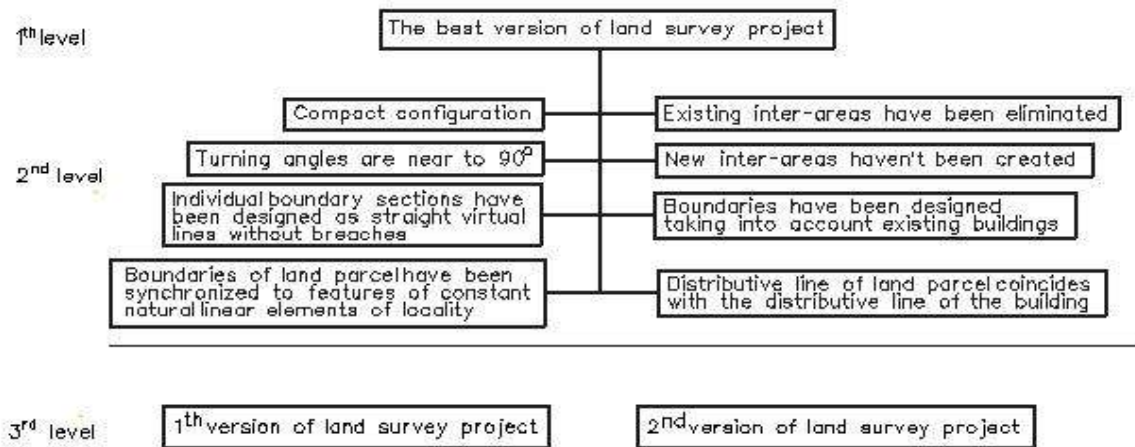 1th level
The best version of land survey project
Compact configuration
Existing inter-areas have been eliminated
Turning angles are near to 90°
New inter-areas haven't been created
2nd level
Individual boundary sections have
been designed as straight virtual
lines without breaches
Boundaries have been designed
taking into account existing buildings
Boundaries of land parcel have been
synchronized to features of constant
natural linear elements of locality
Distributive line of land parcel coincides
with the distributive line of the building
3rd level
1th version of land survey project
2nd version of land survey project